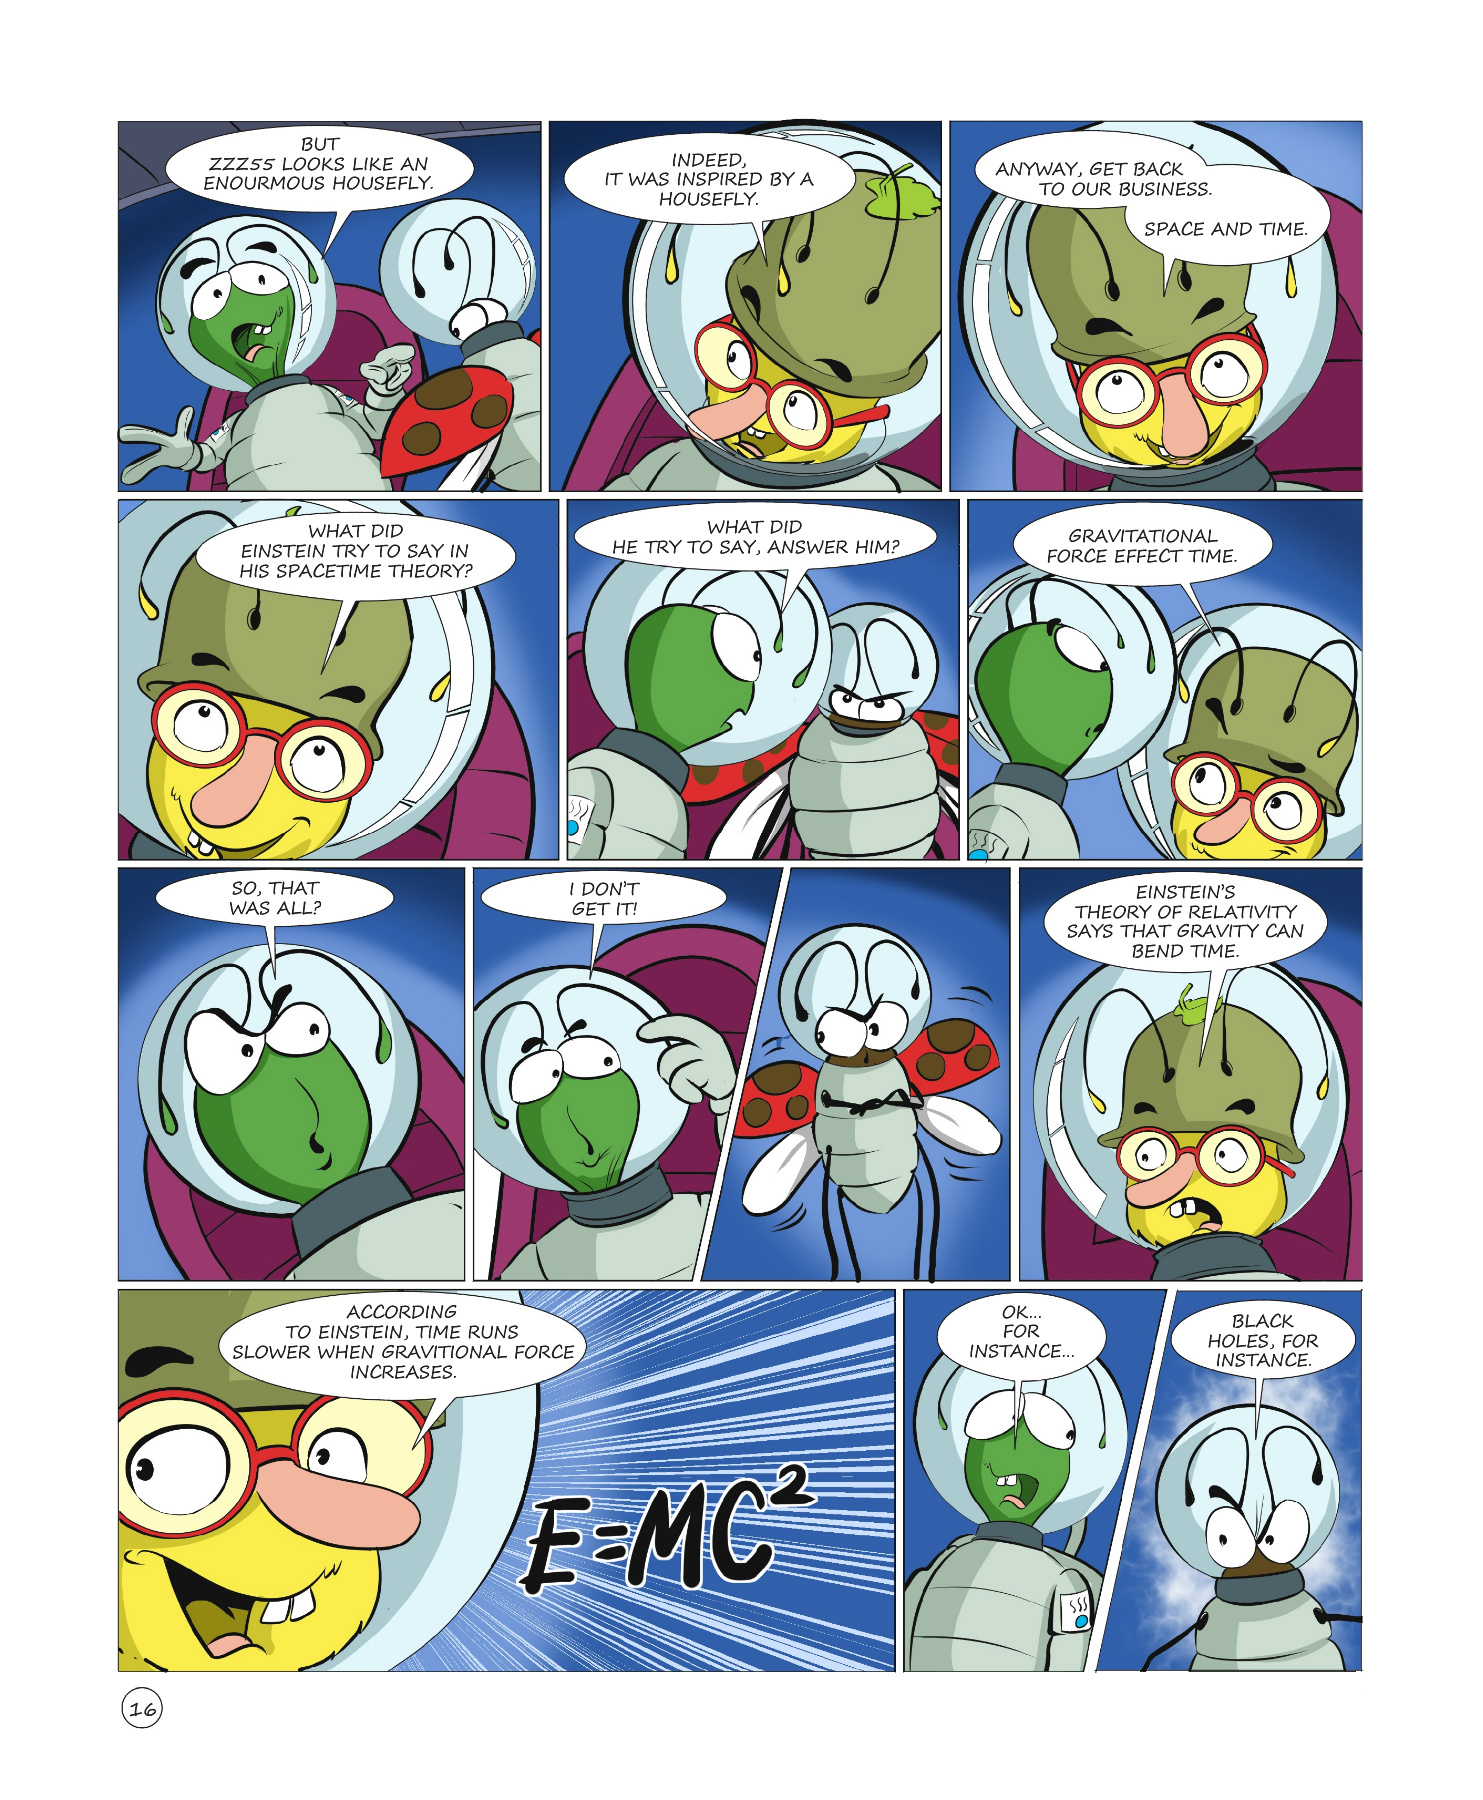 BUT
ZZZ55 LOOKS LIKE AN
ENOURMOUS HOUSEFLY.
INDEED,
IT WAS INSPIRED BY A
HOUSEFLY.
ANYWAY, GET BACK
TO OUR BUSINESS.
SPACE AND TIME.
WHAT DID
EINSTEIN TRY TO SAY IN
HIS SPACETIME THEORY?
WHAT DID
HE TRY TO SAY, ANSWER HIM?
GRAVITATIONAL
FORCE EFFECT TIME.
SO, THAT
WAS ALL?
I DON'T
GET IT!
EINSTEIN'S
THEORY OF RELATIVITY
SAYS THAT GRAVITY CAN
BEND TIME.
ACCORDING
TO EINSTEIN, TIME RUNS
SLOWER WHEN GRAVITIONAL FORCE
INCREASES.
E=MC²
OK...
FOR
INSTANCE...
BLACK
HOLES, FOR
INSTANCE.
16